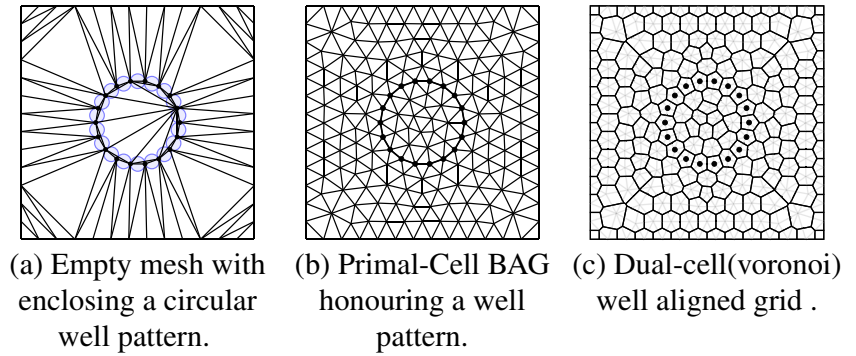 (a) Empty mesh with
enclosing a circular
well pattern.
(b) Primal-Cell BAG
honouring a well
pattern.
(c) Dual-cell(voronoi)
well aligned grid .